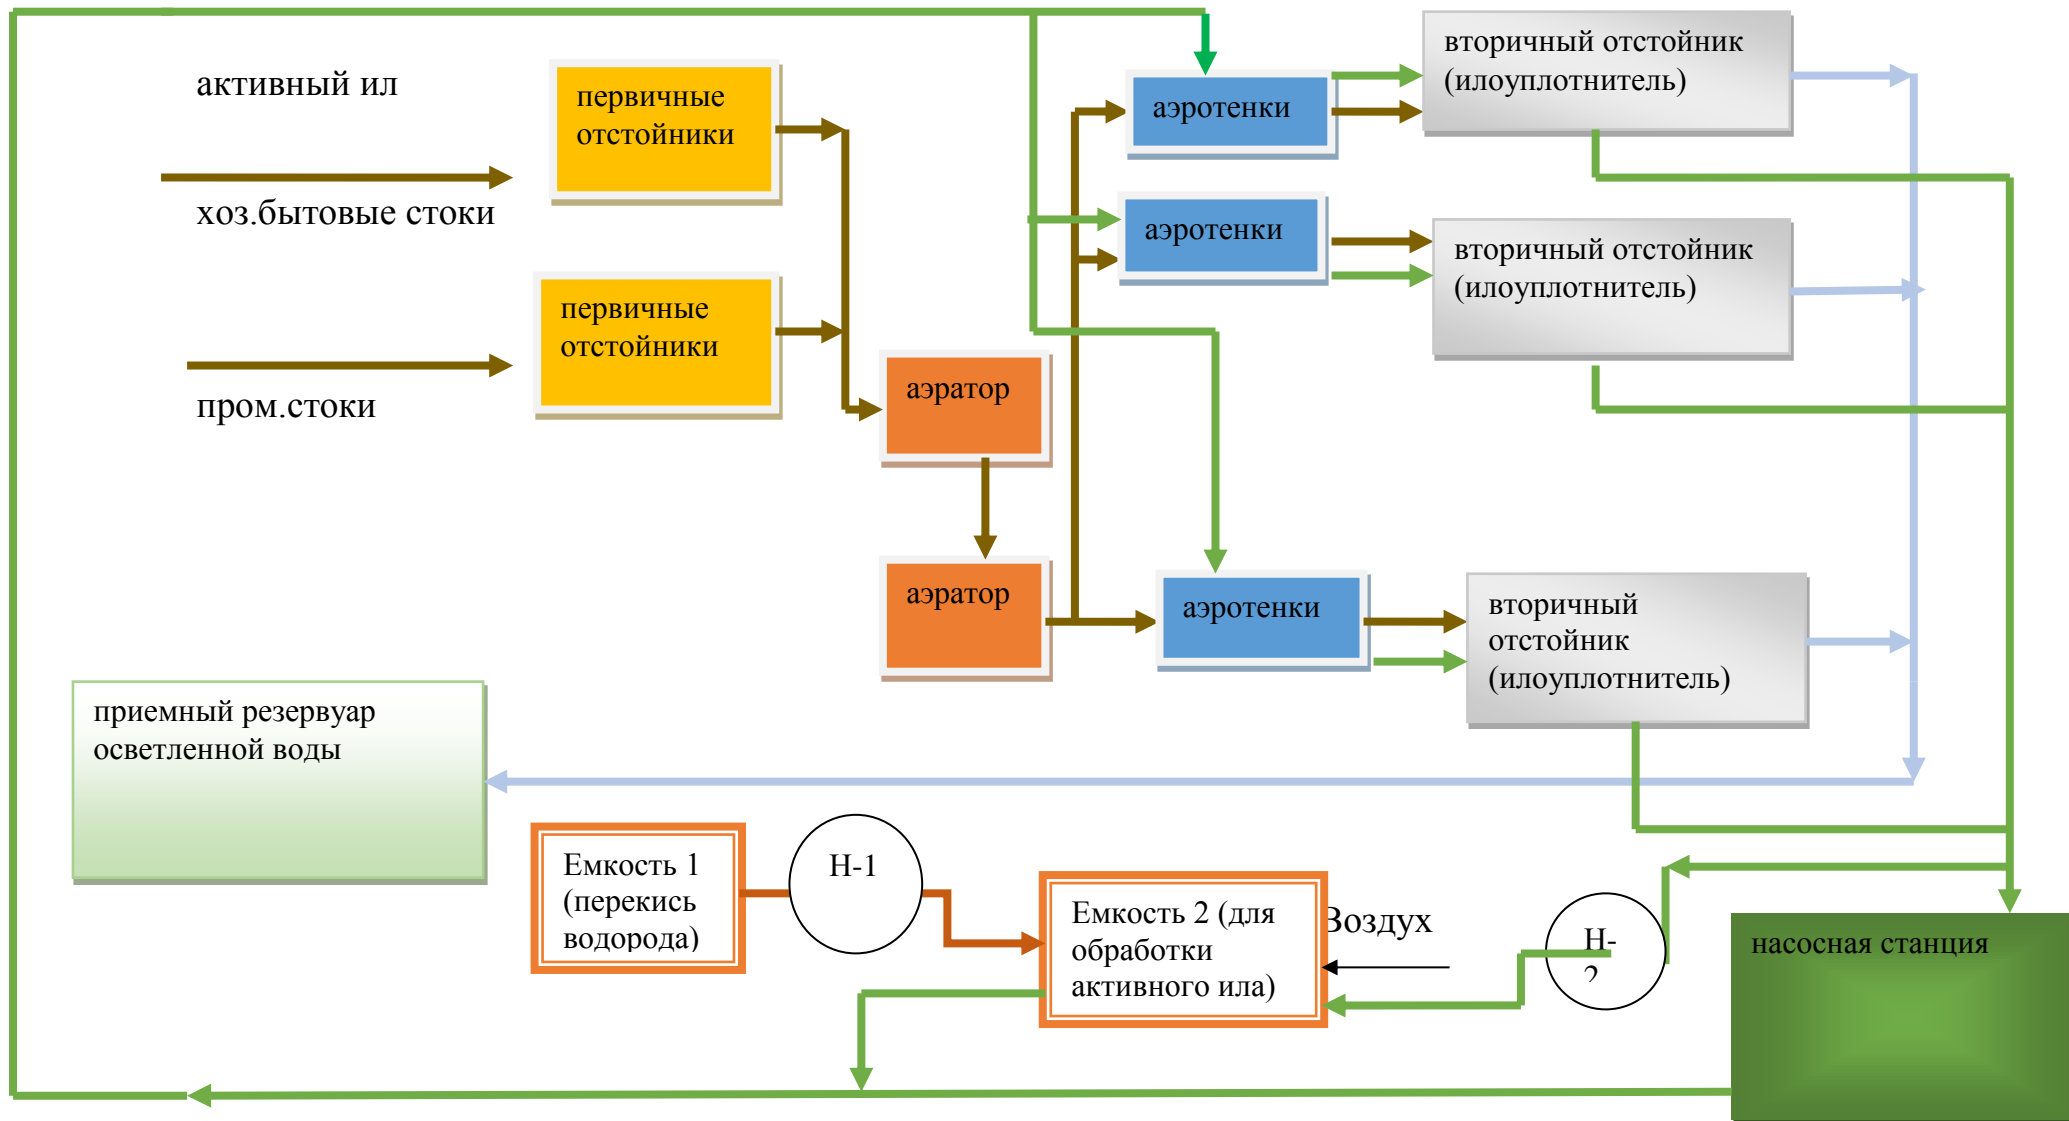 активный ил
хоз.бытовые стоки
пром.стоки
первичные
отстойники
первичные
отстойники
аэратор
аэратор
аэротенки
аэротенки
аэротенки
вторичный отстойник
(илоуплотнитель)
вторичный отстойник
(илоуплотнитель)
вторичный
отстойник
(илоуплотнитель)
приемный резервуар
осветленной воды
Емкость 1
(перекись
водорода)
Н-1
Емкость 2 (для
обработки
активного ила)
Воздух
Н-
2
насосная станция